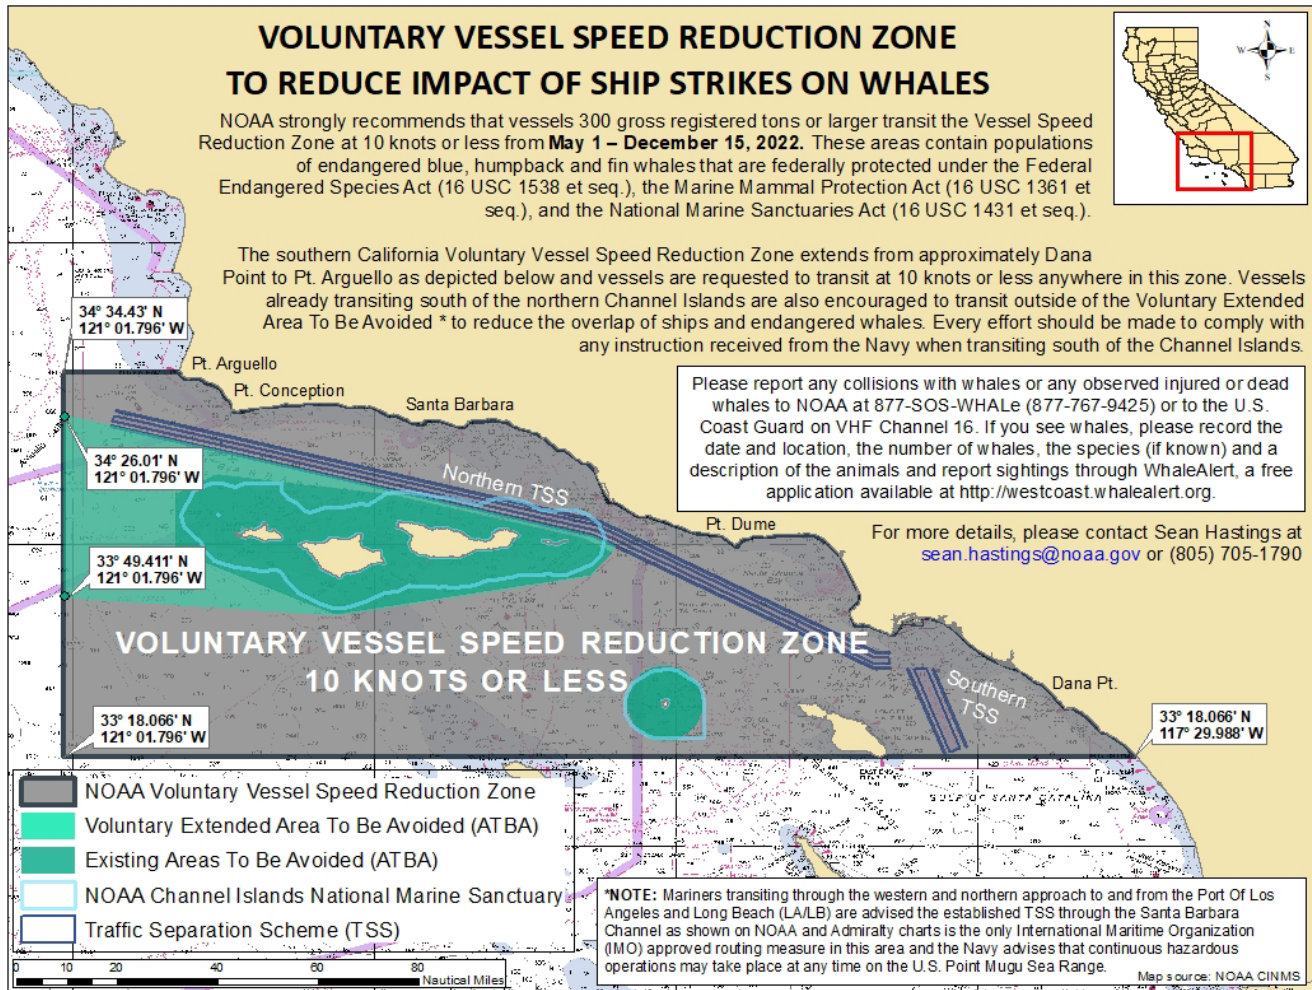 VOLUNTARY VESSEL SPEED REDUCTION ZONE
TO REDUCE IMPACT OF SHIP STRIKES ON WHALES
N
W E
S
NOAA strongly recommends that vessels 300 gross registered tons or larger transit the Vessel Speed
Reduction Zone at 10 knots or less from May 1 – December 15, 2022. These areas contain populations
of endangered blue, humpback and fin whales that are federally protected under the Federal
Endangered Species Act (16 USC 1538 et seq.), the Marine Mammal Protection Act (16 USC 1361 et
seq.), and the National Marine Sanctuaries Act (16 USC 1431 et seq.).
The southern California Voluntary Vessel Speed Reduction Zone extends from approximately Dana
Point to Pt. Arguello as depicted below and vessels are requested to transit at 10 knots or less anywhere in this zone. Vessels
already transiting south of the northern Channel Islands are also encouraged to transit outside of the Voluntary Extended
Area To Be Avoided * to reduce the overlap of ships and endangered whales. Every effort should be made to comply with
any instruction received from the Navy when transiting south of the Channel Islands.
34° 34.43' N
121° 01.796' W
Pt. Arguello
Pt. Conception
Santa Barbara
Please report any collisions with whales or any observed injured or dead
whales to NOAA at 877-SOS-WHALe (877-767-9425) or to the U.S.
Coast Guard on VHF Channel 16. If you see whales, please record the
date and location, the number of whales, the species (if known) and a
description of the animals and report sightings through WhaleAlert, a free
application available at http://westcoast.whalealert.org.
34° 26.01' N
121° 01.796' W
Northern TSS
Pt. Dume
For more details, please contact Sean Hastings at
sean.hastings@noaa.gov or (805) 705-1790
33° 49.411' N
121° 01.796' W
VOLUNTARY VESSEL SPEED REDUCTION ZONE
10 KNOTS OR LESS
Southern
TSS
Dana Pt.
33° 18.066' N
121° 01.796' W
33° 18.066' N
117° 29.988' W
GULF OF SANTA CATALINA
NOAA Voluntary Vessel Speed Reduction Zone
Voluntary Extended Area To Be Avoided (ATBA)
Existing Areas To Be Avoided (ATBA)
NOAA Channel Islands National Marine Sanctuary
Traffic Separation Scheme (TSS)
0 10 20 40 60 80
Nautical Miles
*NOTE: Mariners transiting through the western and northern approach to and from the Port Of Los
Angeles and Long Beach (LA/LB) are advised the established TSS through the Santa Barbara
Channel as shown on NOAA and Admiralty charts is the only International Maritime Organization
(IMO) approved routing measure in this area and the Navy advises that continuous hazardous
operations may take place at any time on the U.S. Point Mugu Sea Range.
Map source: NOAA CINMS